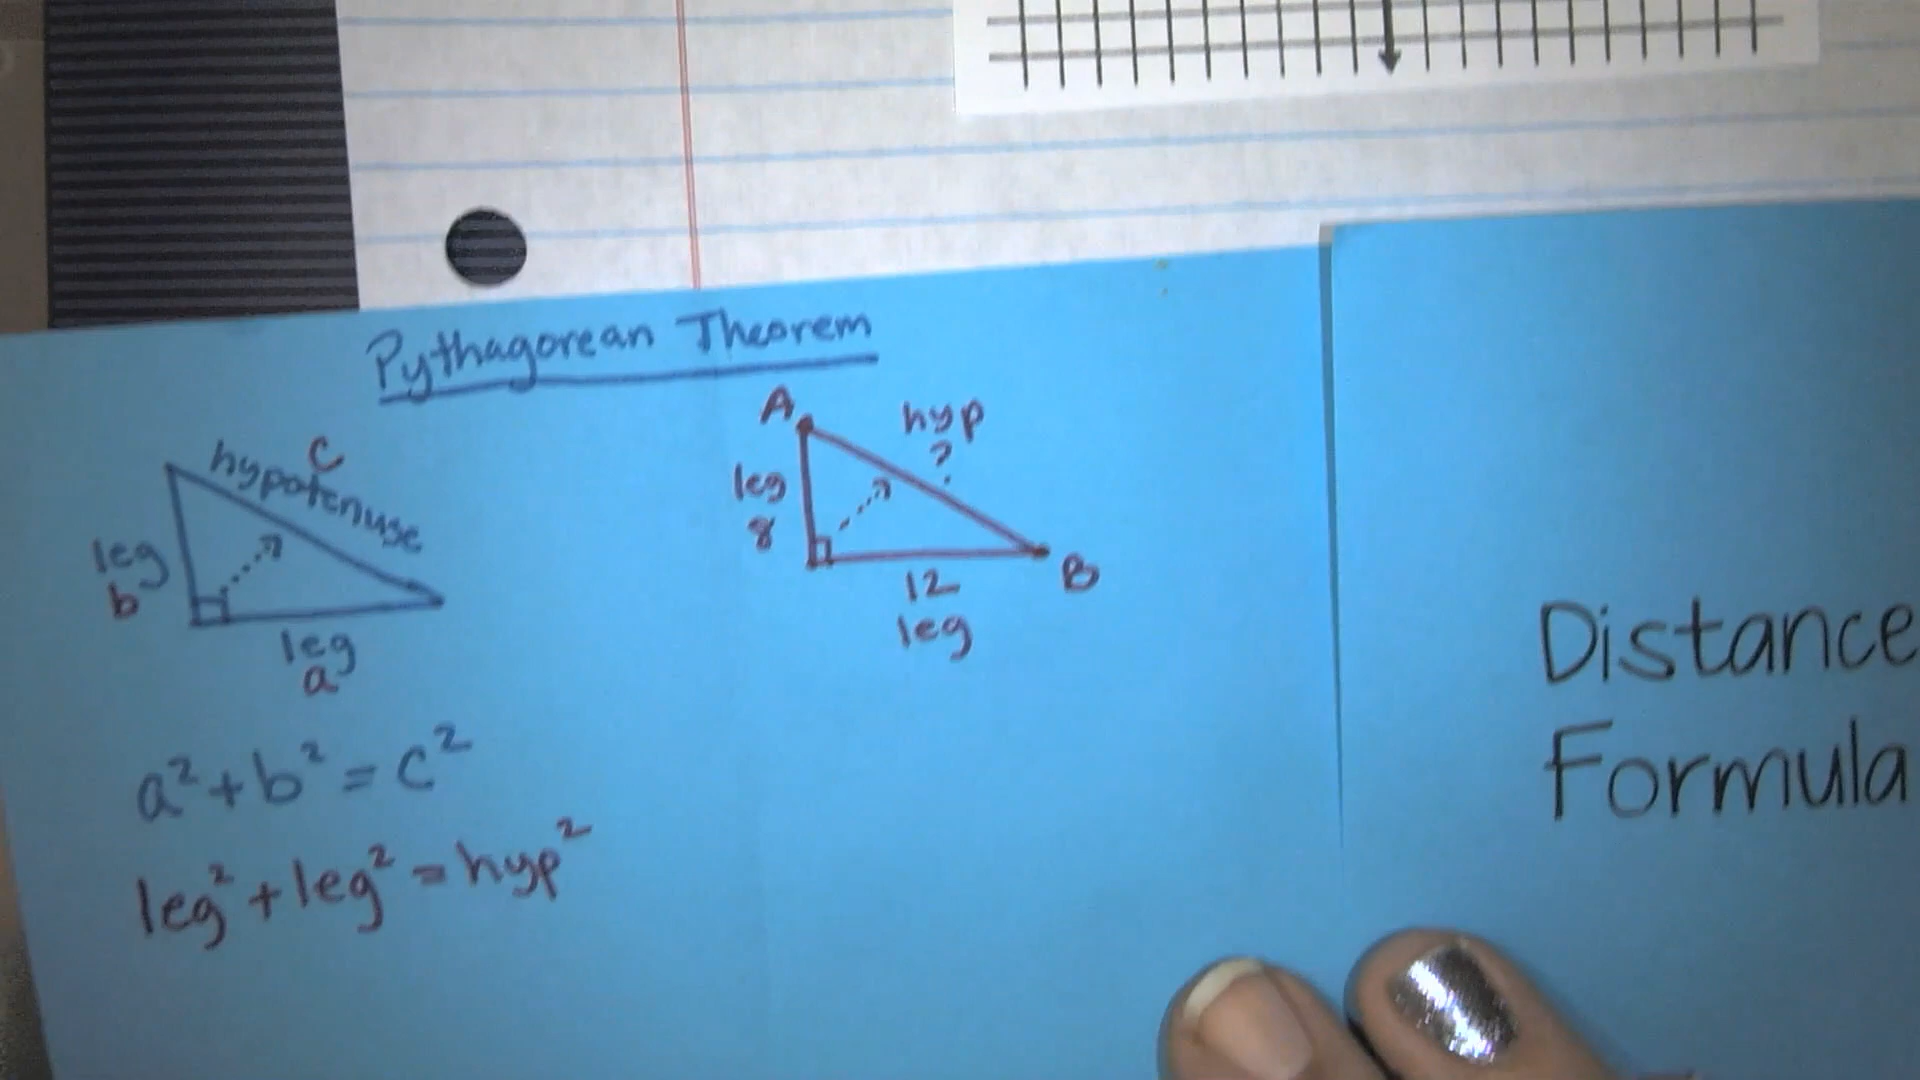 Pythagorean Theorem
c
hypotenuse
leg
b
leg
a
a² + b² = c²
leg² + leg² = hyp²
A
hyp
?
leg
8
12
leg
B
Distance
Formula